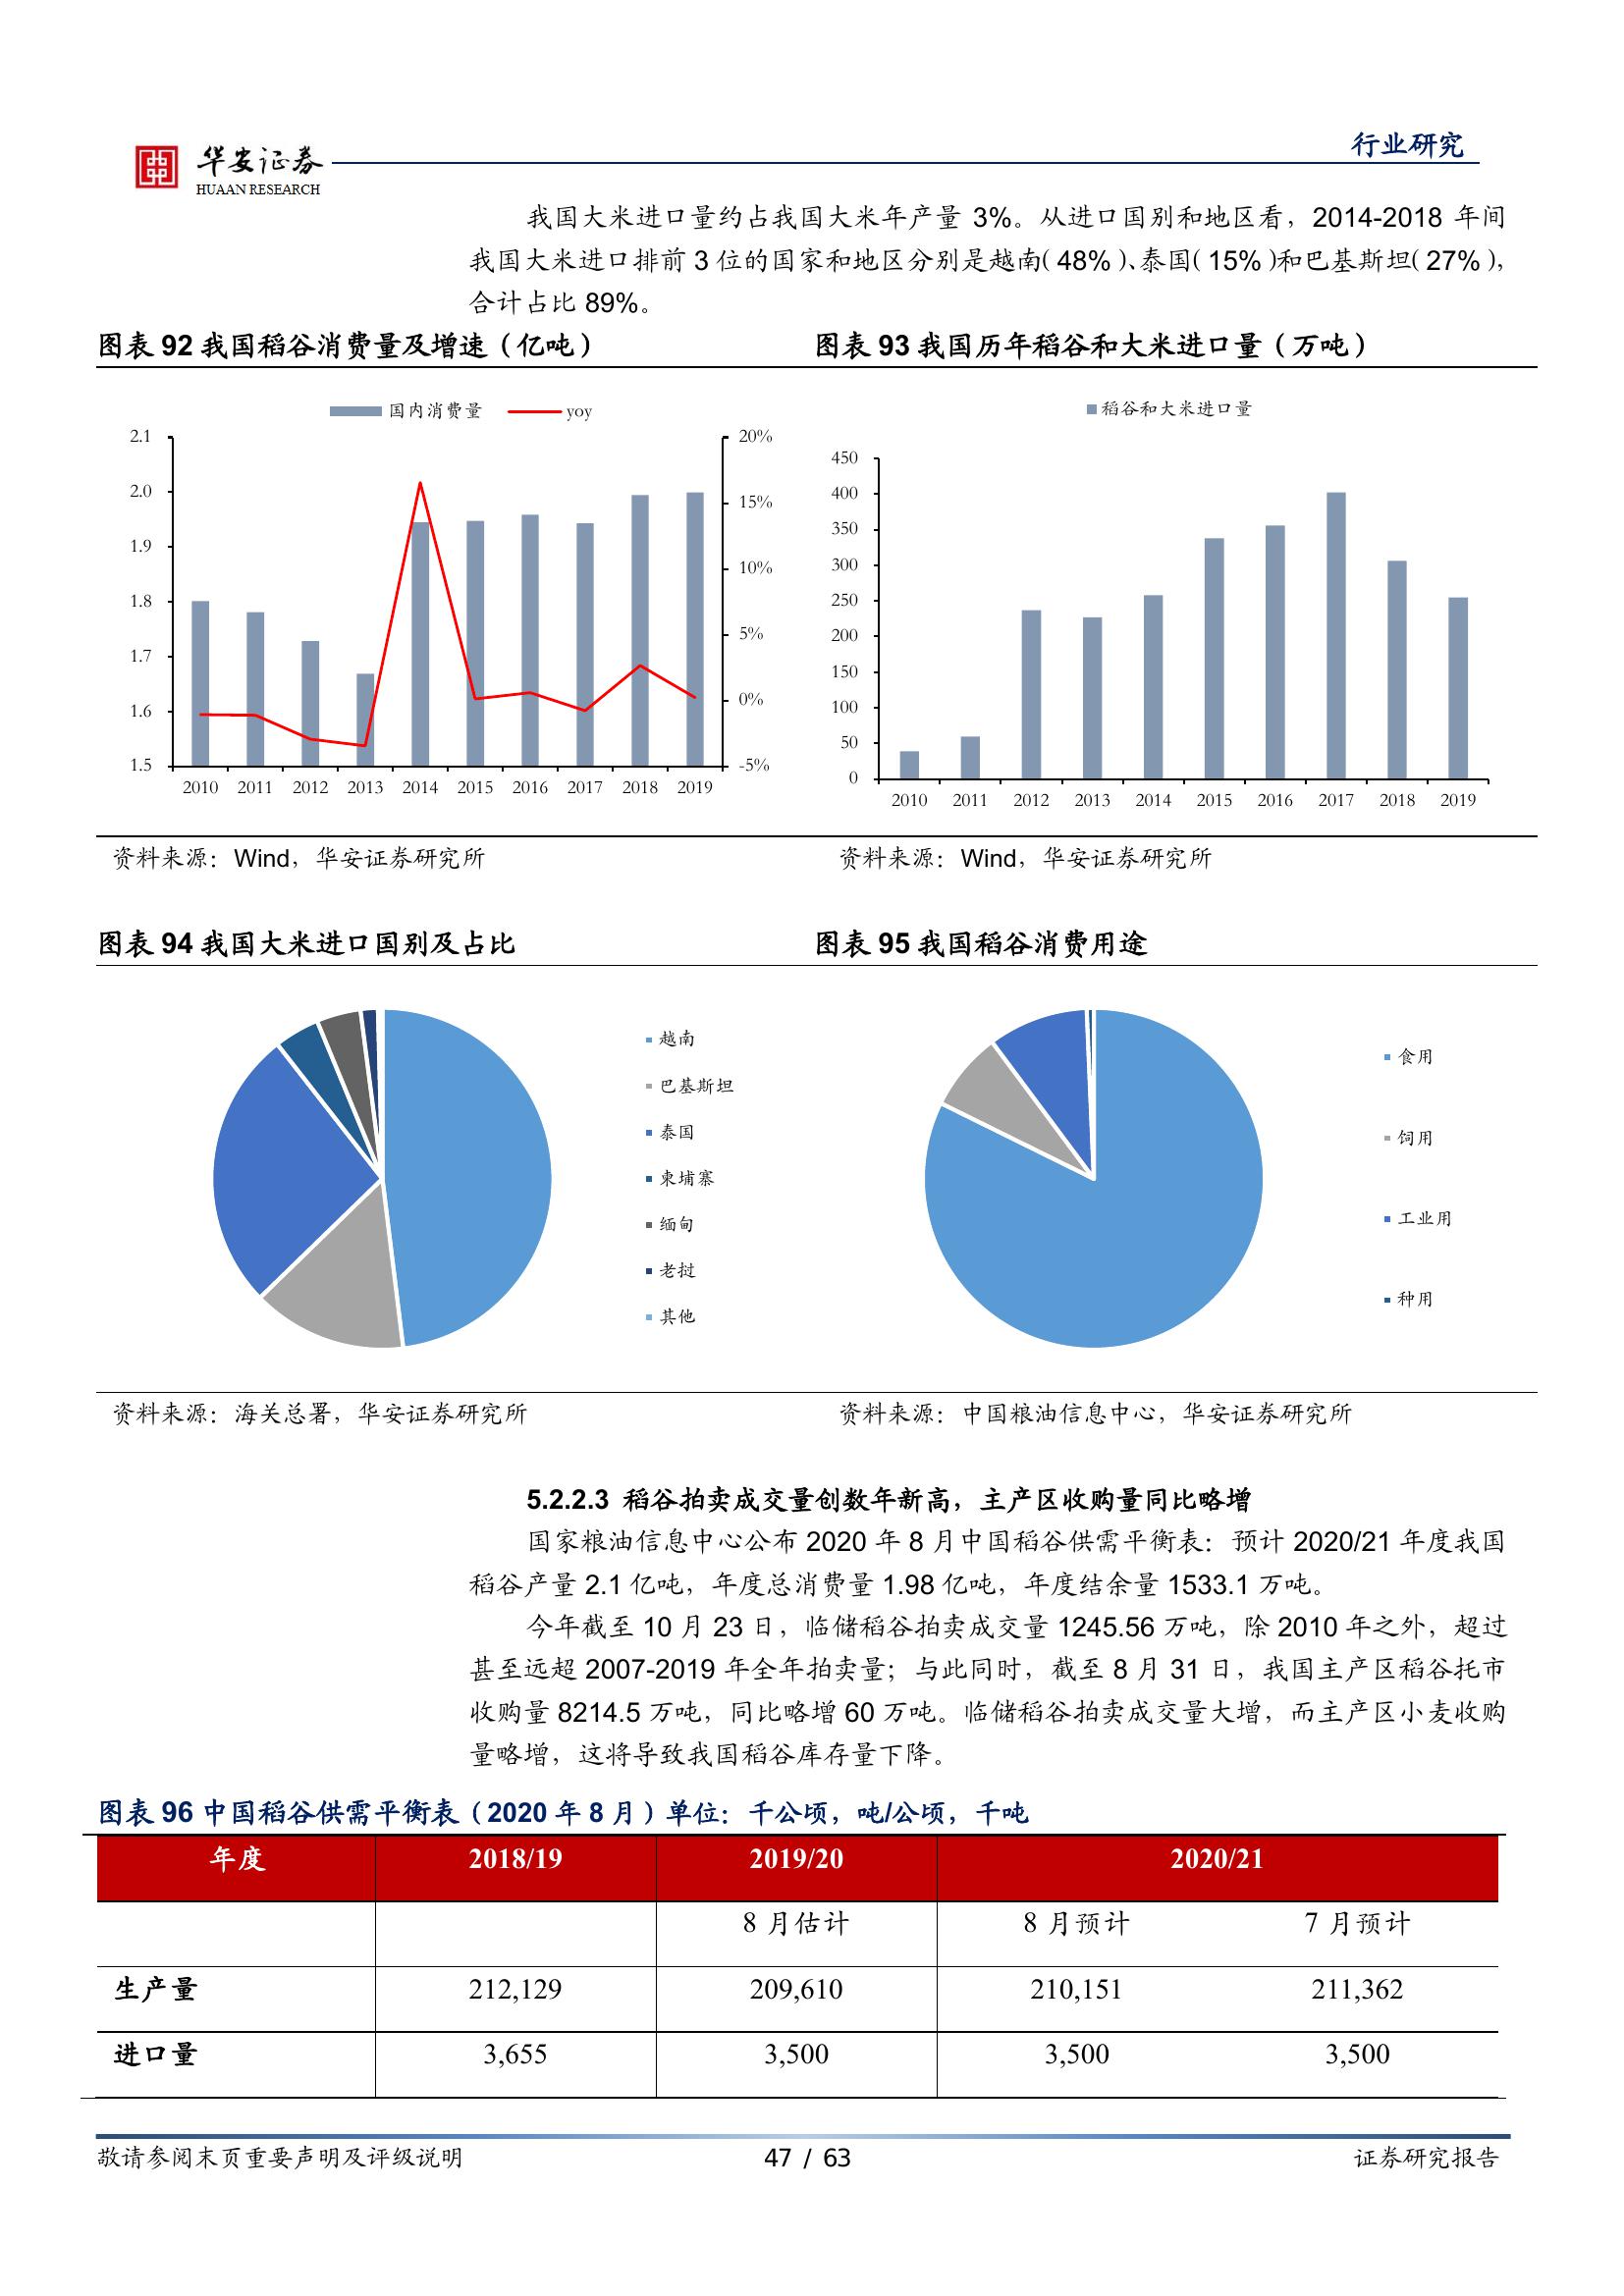 华安证券
HUAAN RESEARCH
行业研究
我国大米进口量约占我国大米年产量 3%。从进口国别和地区看，2014-2018 年间
我国大米进口排前 3 位的国家和地区分别是越南（48%）、泰国（15%）和巴基斯坦（27%），
合计占比 89%。
图表 92 我国稻谷消费量及增速（亿吨）
国内消费量 yoy
2.1
2.0
1.9
1.8
1.7
1.6
1.5
20%
15%
10%
5%
0%
-5%
2010 2011 2012 2013 2014 2015 2016 2017 2018 2019
资料来源：Wind，华安证券研究所
图表 93 我国历年稻谷和大米进口量（万吨）
稻谷和大米进口量
450
400
350
300
250
200
150
100
50
0
2010 2011 2012 2013 2014 2015 2016 2017 2018 2019
资料来源：Wind，华安证券研究所
图表 94 我国大米进口国别及占比
越南
巴基斯坦
泰国
柬埔寨
缅甸
老挝
其他
资料来源：海关总署，华安证券研究所
图表 95 我国稻谷消费用途
食用
饲用
工业用
种用
资料来源：中国粮油信息中心，华安证券研究所
5.2.2.3 稻谷拍卖成交量创数年新高，主产区收购量同比略增
国家粮油信息中心公布 2020 年 8 月中国稻谷供需平衡表：预计 2020/21 年度我国
稻谷产量 2.1 亿吨，年度总消费量 1.98 亿吨，年度结余量 1533.1 万吨。
今年截至 10 月 23 日，临储稻谷拍卖成交量 1245.56 万吨，除 2010 年之外，超过
甚至远超 2007-2019 年全年拍卖量；与此同时，截至 8 月 31 日，我国主产区稻谷托市
收购量 8214.5 万吨，同比略增 60 万吨。临储稻谷拍卖成交量大增，而主产区小麦收购
量略增，这将导致我国稻谷库存量下降。
图表 96 中国稻谷供需平衡表（2020 年 8 月）单位：千公顷，吨/公顷，千吨
年度 2018/19 2019/20 2020/21
8 月估计 8 月预计 7 月预计
生产量 212,129 209,610 210,151 211,362
进口量 3,655 3,500 3,500 3,500
敬请参阅末页重要声明及评级说明 47 / 63 证券研究报告